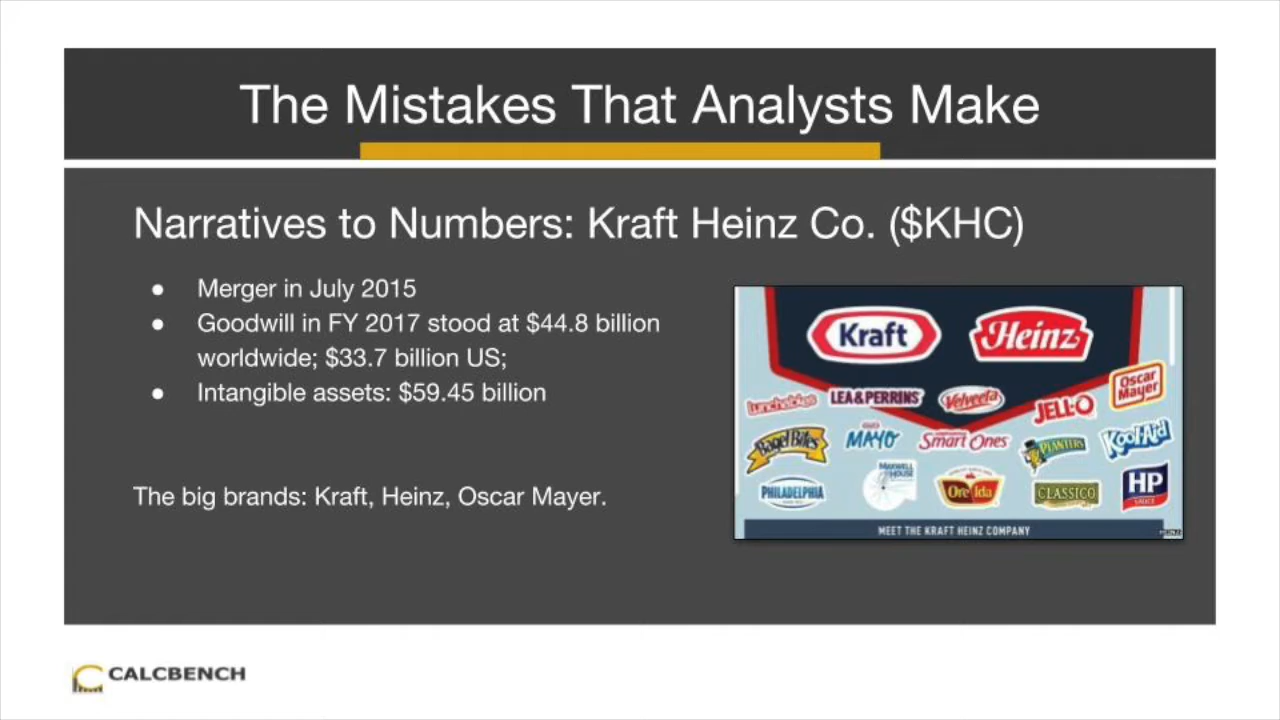 The Mistakes That Analysts Make
Narratives to Numbers: Kraft Heinz Co. ($KHC)
● Merger in July 2015
● Goodwill in FY 2017 stood at $44.8 billion
worldwide; $33.7 billion US;
● Intangible assets: $59.45 billion
The big brands: Kraft, Heinz, Oscar Mayer.
Kraft Heinz
Lunchables LEA & PERRINS Velveeta JELL-O Oscar Mayer
Bagel Bites MAYO Smart Ones PLANTERS Kool-Aid
PHILADELPHIA MAXWELL HOUSE Ore Ida CLASSICO HP SAUCE
MEET THE KRAFT HEINZ COMPANY
CALCBENCH